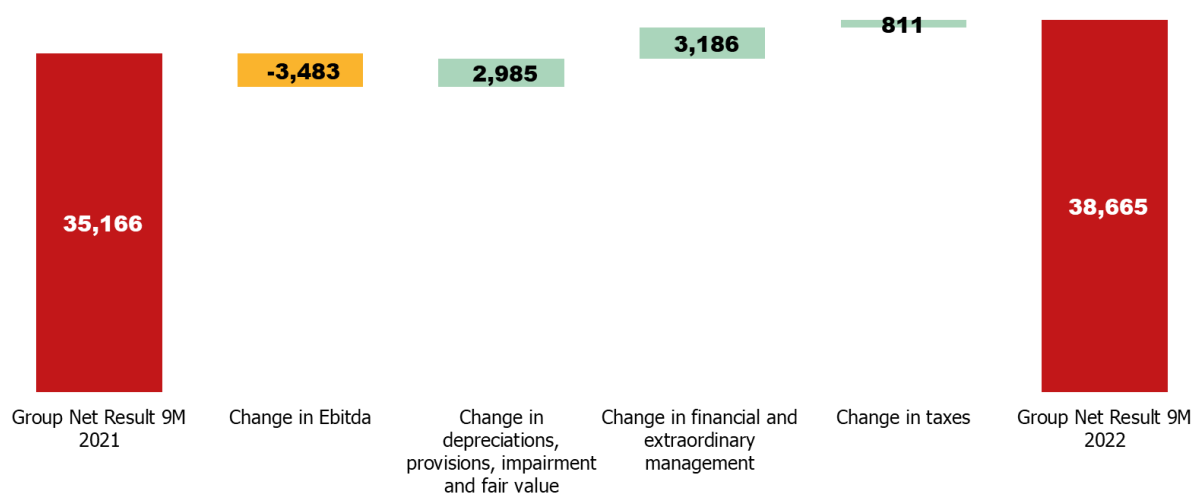 811
3,186
-3,483
2,985
35,166
38,665
Group Net Result 9M
2021
Change in Ebitda
Change in
depreciations,
provisions, impairment
and fair value
Change in financial and
extraordinary
management
Change in taxes
Group Net Result 9M
2022